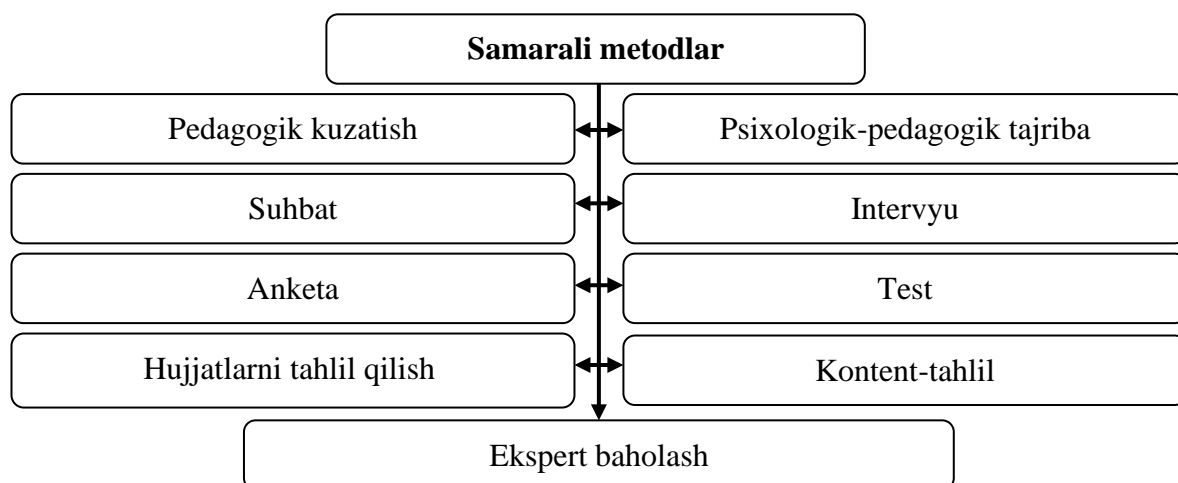 Samarali metodlar
Pedagogik kuzatish
Psixologik-pedagogik tajriba
Suhbat
Intervyu
Anketa
Test
Hujjatlarni tahlil qilish
Kontent-tahlil
Ekspert baholash